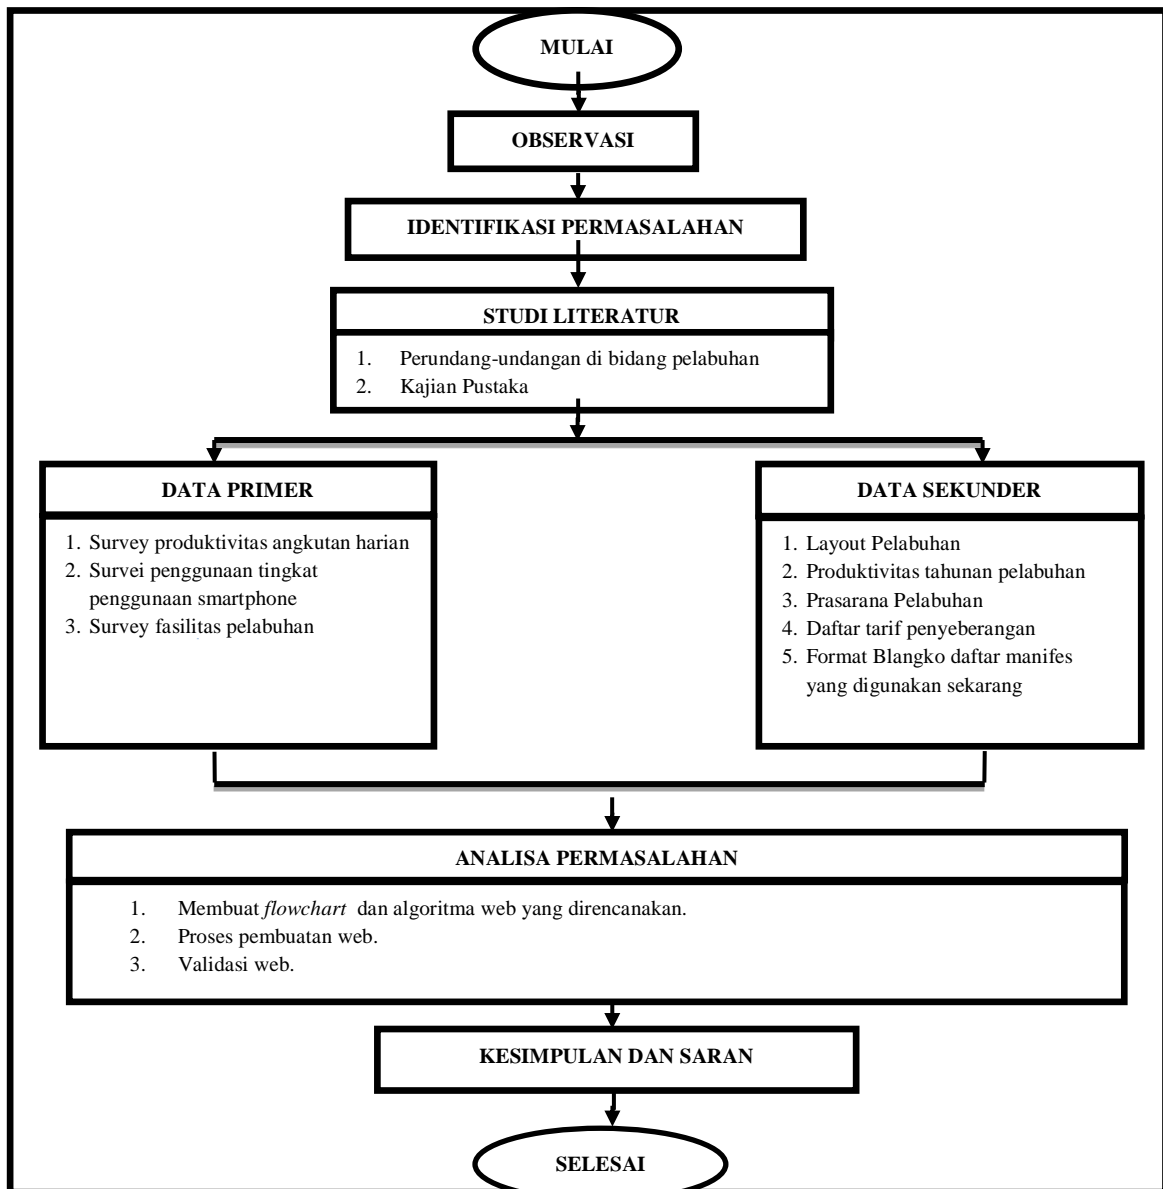 MULAI
OBSERVASI
IDENTIFIKASI PERMASALAHAN
STUDI LITERATUR
1. Perundang-undangan di bidang pelabuhan
2. Kajian Pustaka
DATA PRIMER
1. Survey produktivitas angkutan harian
2. Survei penggunaan tingkat
penggunaan smartphone
3. Survey fasilitas pelabuhan
DATA SEKUNDER
1. Layout Pelabuhan
2. Produktivitas tahunan pelabuhan
3. Prasarana Pelabuhan
4. Daftar tarif penyeberangan
5. Format Blangko daftar manifes
yang digunakan sekarang
ANALISA PERMASALAHAN
1. Membuat flowchart dan algoritma web yang direncanakan.
2. Proses pembuatan web.
3. Validasi web.
KESIMPULAN DAN SARAN
SELESAI